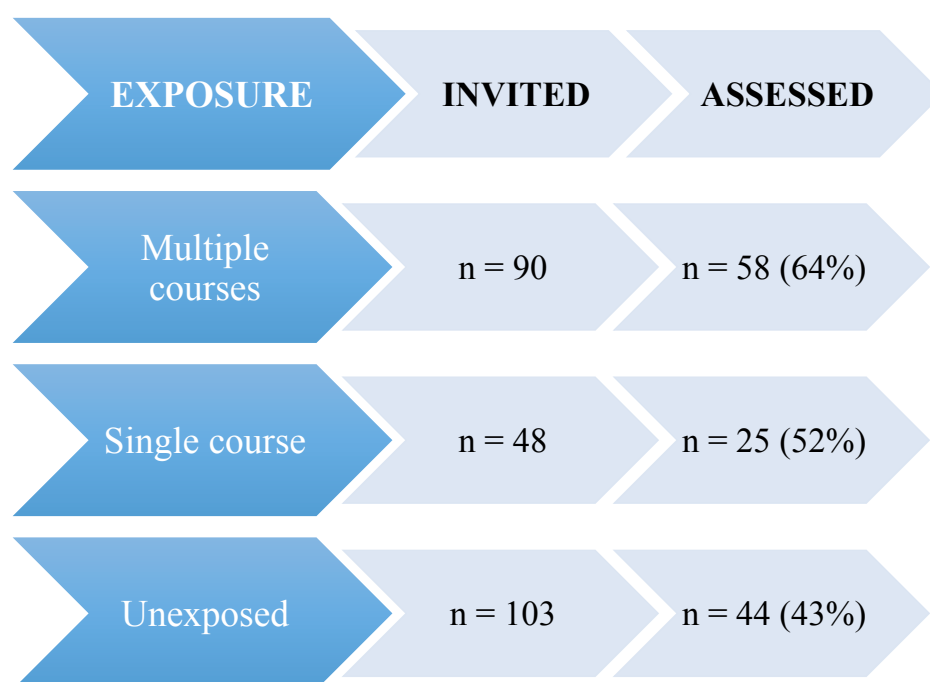 EXPOSURE INVITED ASSESSED
Multiple
courses
n = 90 n = 58 (64%)
Single course n = 48 n = 25 (52%)
Unexposed n = 103 n = 44 (43%)